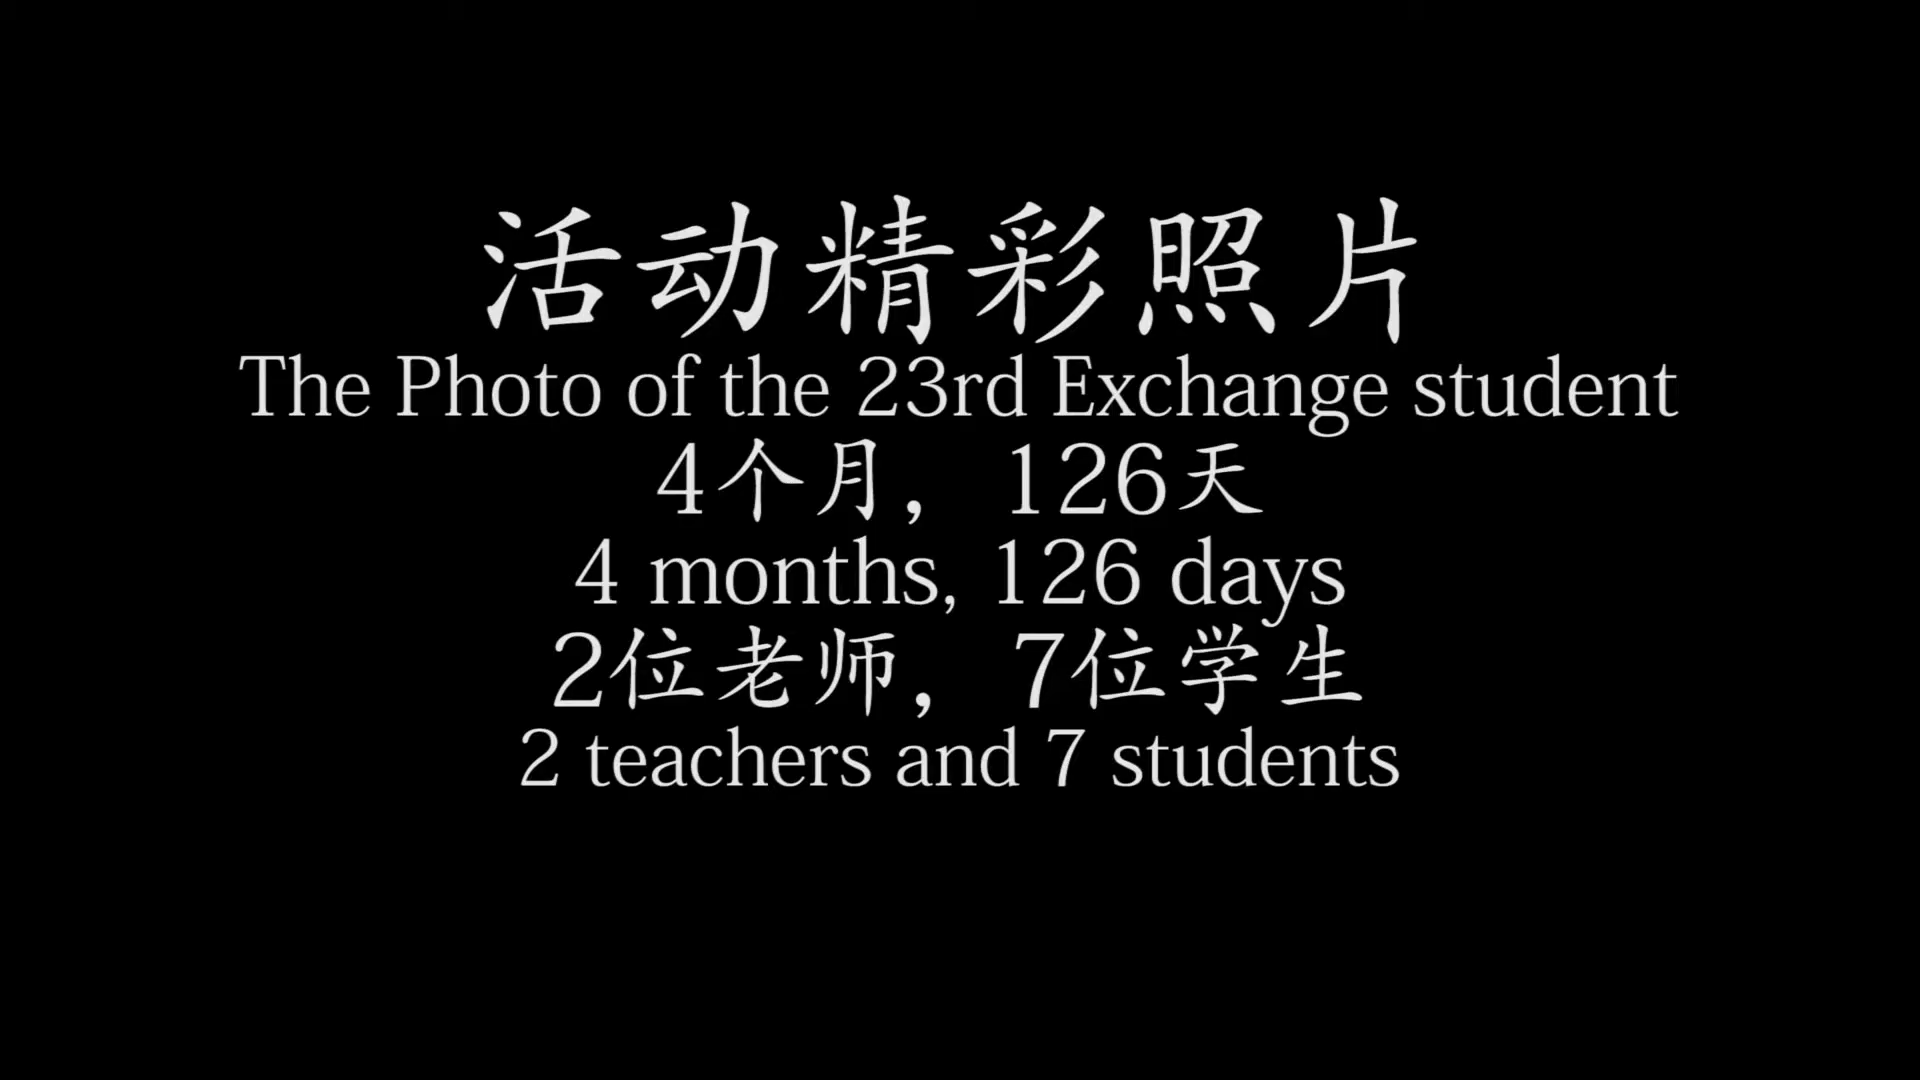 活动精彩照片
The Photo of the 23rd Exchange student
4个月，126天
4 months, 126 days
2位老师，7位学生
2 teachers and 7 students